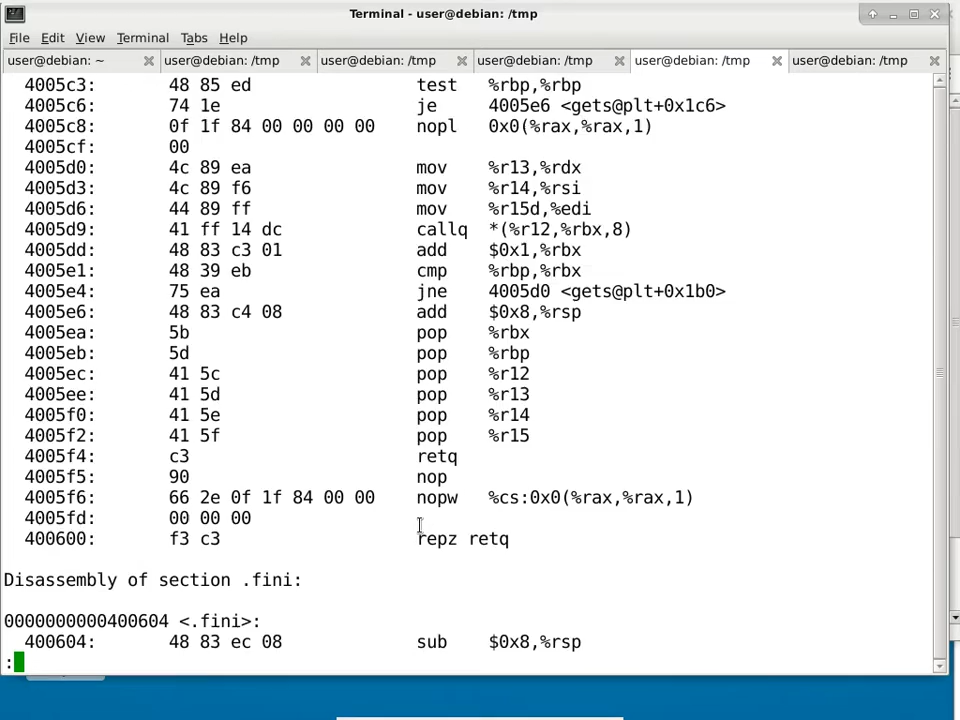 Terminal - user@debian: /tmp
File Edit View Terminal Tabs Help
user@debian: ~ user@debian: /tmp user@debian: /tmp user@debian: /tmp user@debian: /tmp user@debian: /tmp
4005c3: 48 85 ed test %rbp,%rbp
4005c6: 74 1e je 4005e6 <gets@plt+0x1c6>
4005c8: 0f 1f 84 00 00 00 00 nopl 0x0(%rax,%rax,1)
4005cf: 00
4005d0: 4c 89 ea mov %r13,%rdx
4005d3: 4c 89 f6 mov %r14,%rsi
4005d6: 44 89 ff mov %r15d,%edi
4005d9: 41 ff 14 dc callq *(%r12,%rbx,8)
4005dd: 48 83 c3 01 add $0x1,%rbx
4005e1: 48 39 eb cmp %rbp,%rbx
4005e4: 75 ea jne 4005d0 <gets@plt+0x1b0>
4005e6: 48 83 c4 08 add $0x8,%rsp
4005ea: 5b pop %rbx
4005eb: 5d pop %rbp
4005ec: 41 5c pop %r12
4005ee: 41 5d pop %r13
4005f0: 41 5e pop %r14
4005f2: 41 5f pop %r15
4005f4: c3 retq
4005f5: 90 nop
4005f6: 66 2e 0f 1f 84 00 00 nopw %cs:0x0(%rax,%rax,1)
4005fd: 00 00 00
400600: f3 c3 repz retq
Disassembly of section .fini:
0000000000400604 <.fini>:
400604: 48 83 ec 08 sub $0x8,%rsp
: